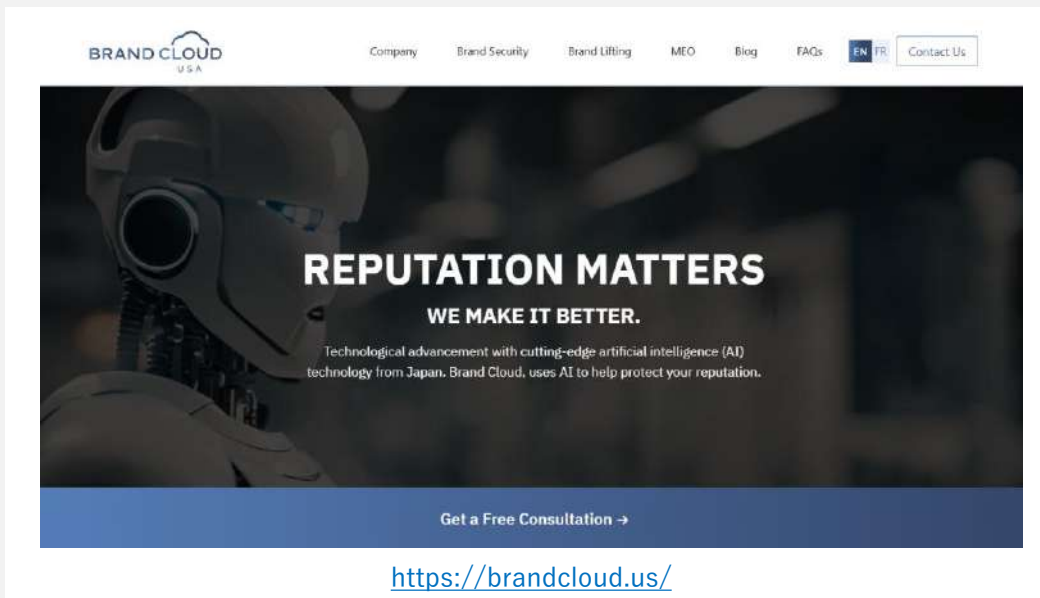 BRAND CLOUD
USA
Company Brand Security Brand Lifting MEO Blog FAQs EN FR Contact Us
REPUTATION MATTERS
WE MAKE IT BETTER.
Technological advancement with cutting-edge artificial intelligence (AI)
technology from Japan. Brand Cloud, uses AI to help protect your reputation.
Get a Free Consultation →
https://brandcloud.us/